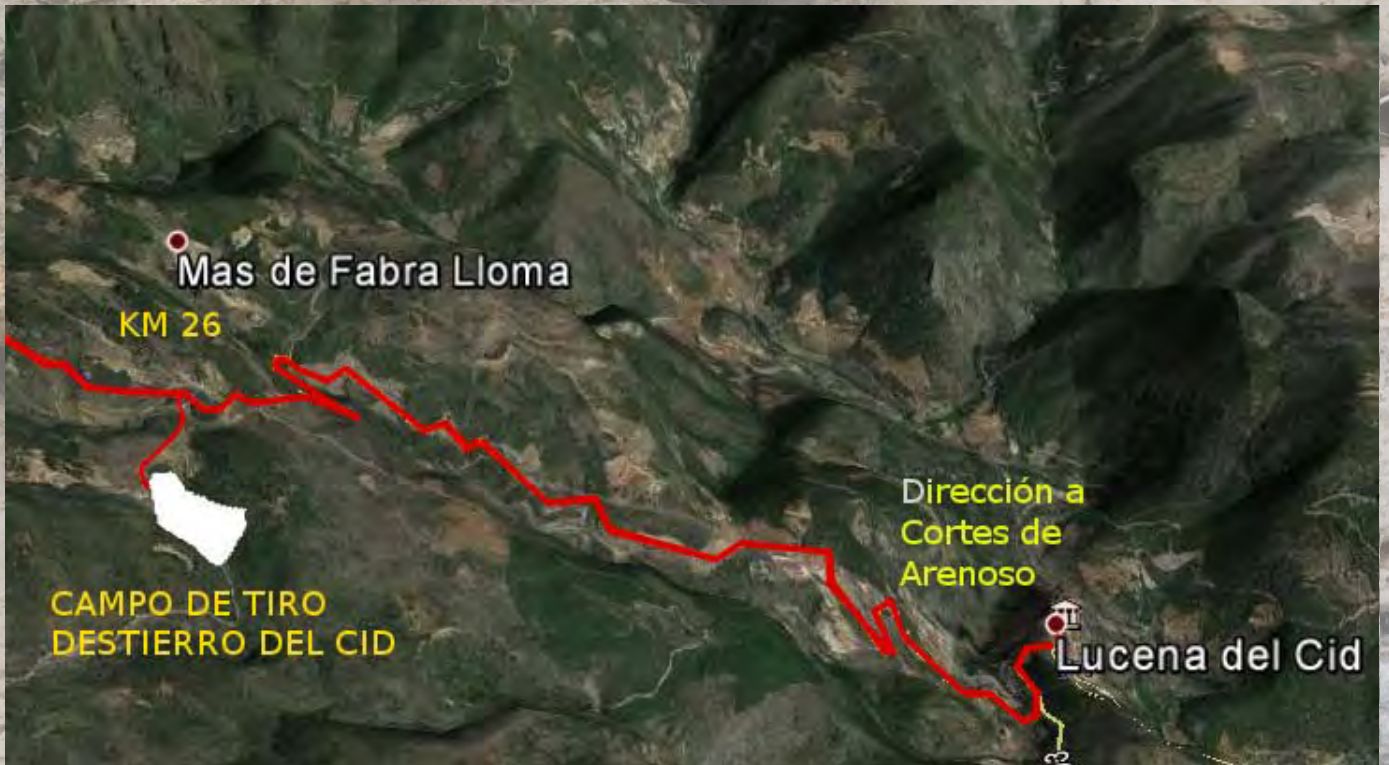 Mas de Fabra Lloma
KM 26
Dirección a
Cortes de
Arenoso
CAMPO DE TIRO
DESTIERRO DEL CID
Lucena del Cid